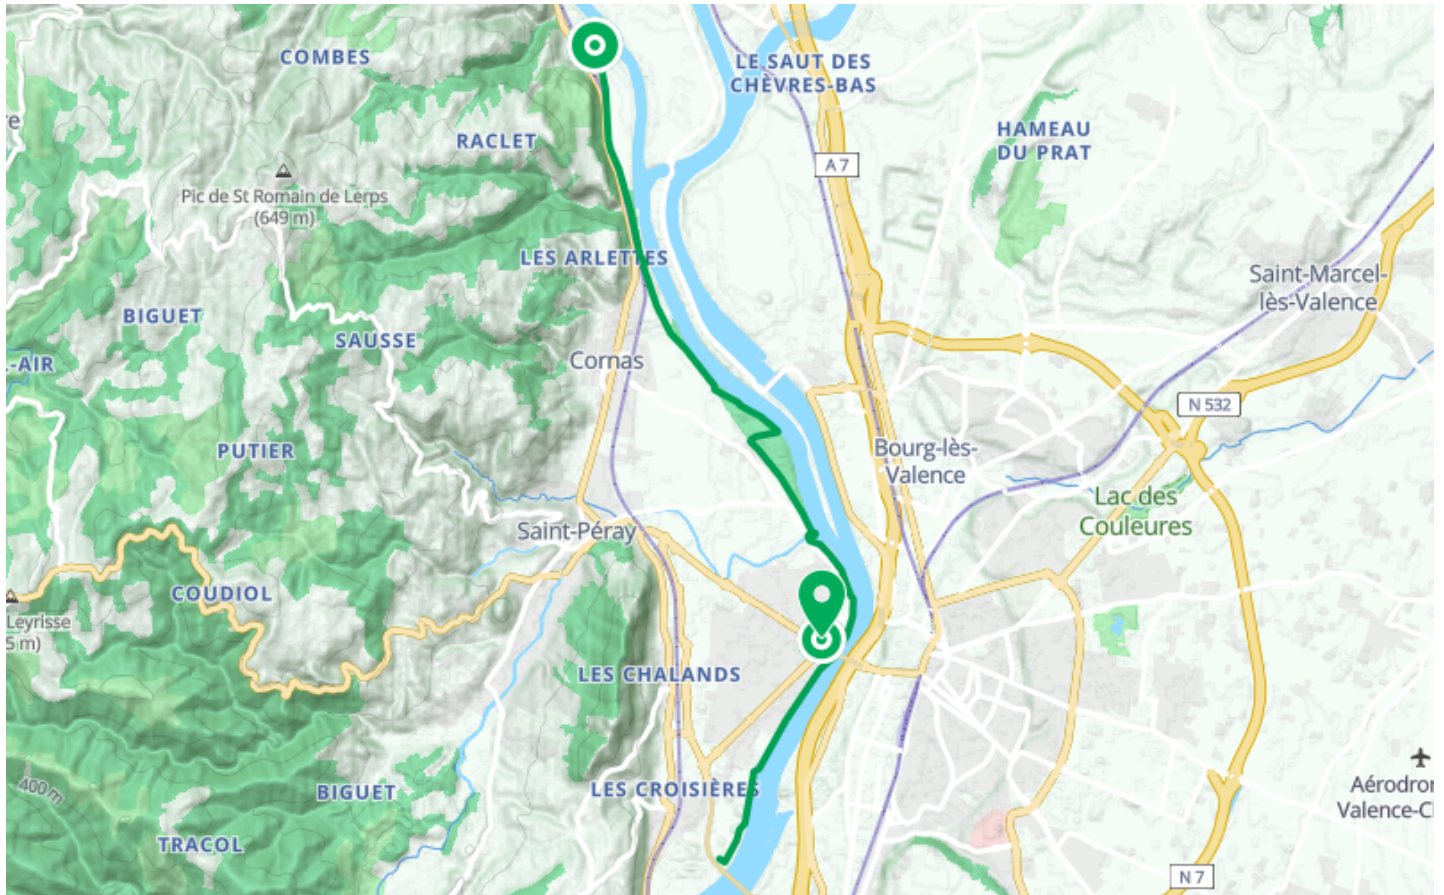 COMBES
LE SAUT DES
CHÈVRES-BAS
re
RACLET
HAMEAU
DU PRAT
A 7
Pic de St Romain de Lerps
(649 m)
LES ARLETTES
Saint-Marcel-
lès-Valence
BIGUET
SAUSSE
-AIR
Cornas
N 532
PUTIER
Bourg-lès-
Valence
Lac des
Couleures
Saint-Péray
COUDIOL
Leyrisse
5 m)
LES CHALANDS
400 m
BIGUET
LES CROISIÈRES
Aérodror
Valence-C
TRACOL
N 7